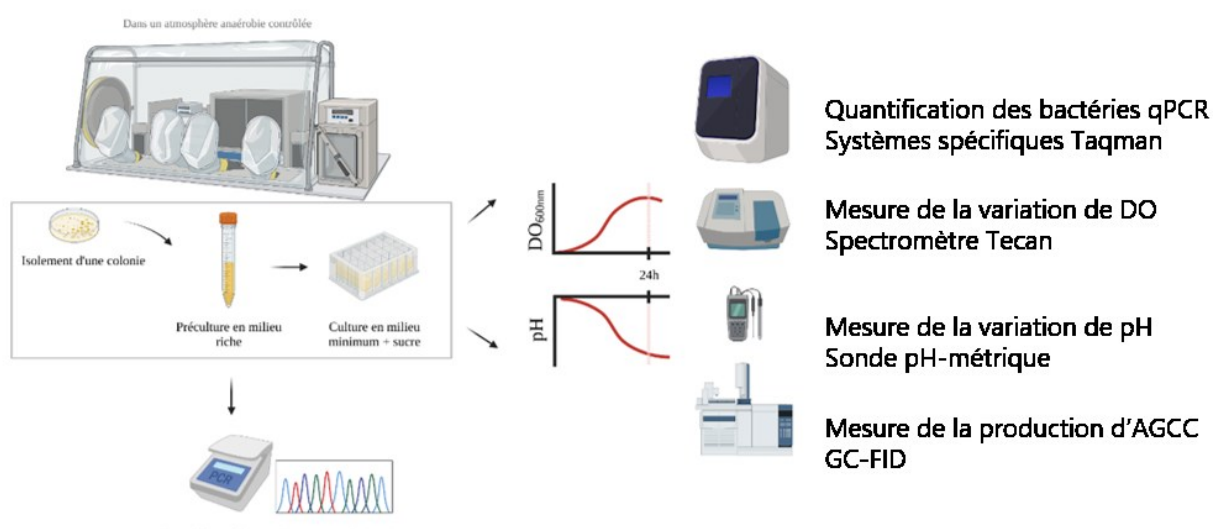 Dans un atmosphère anaérobie contrôlée
Isolement d'une colonie
Préculture en milieu
riche
Culture en milieu
minimum + sucre
DO600nm
24h
pH
PCR
Quantification des bactéries qPCR
Systèmes spécifiques Taqman
Mesure de la variation de DO
Spectromètre Tecan
Mesure de la variation de pH
Sonde pH-métrique
Mesure de la production d'AGCC
GC-FID